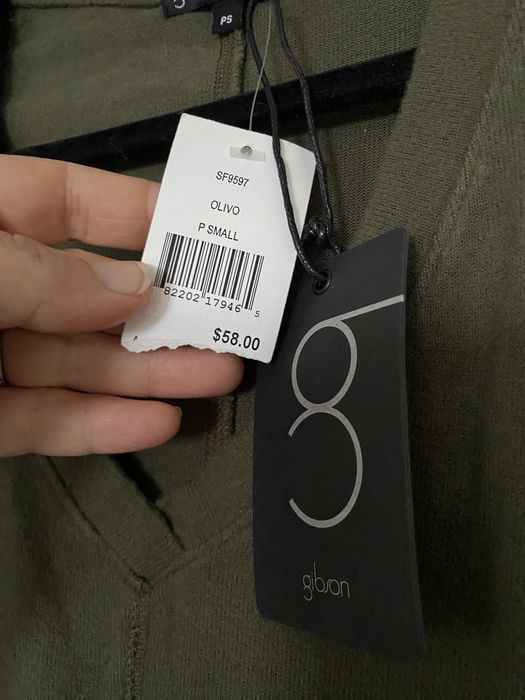 PS
SF9597
OLIVO
P SMALL
82202 17946 5
$58.00
g
gibson